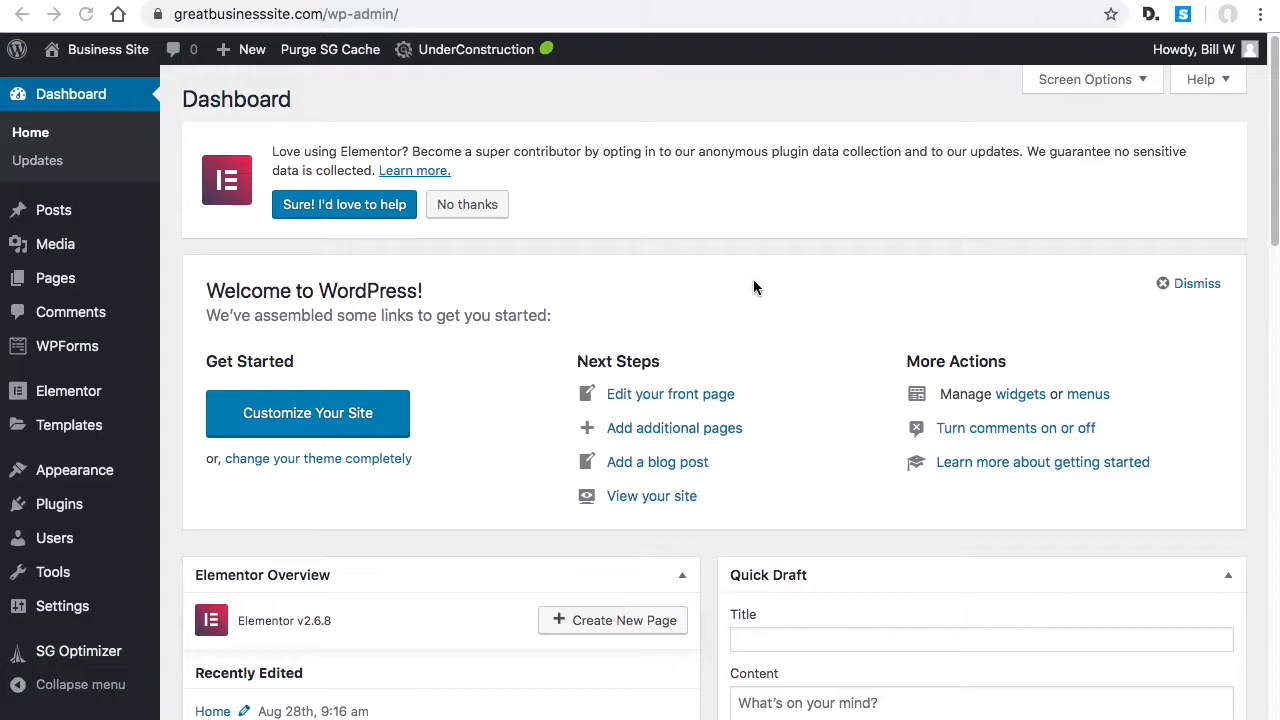 greatbusinesssite.com/wp-admin/
Business Site 0 New Purge SG Cache UnderConstruction Howdy, Bill W
Dashboard
Home
Updates
Posts
Media
Pages
Comments
WPForms
Elementor
Templates
Appearance
Plugins
Users
Tools
Settings
SG Optimizer
Collapse menu
Screen Options Help
Dashboard
Love using Elementor? Become a super contributor by opting in to our anonymous plugin data collection and to our updates. We guarantee no sensitive
data is collected. Learn more.
Sure! I'd love to help No thanks
Welcome to WordPress!
We've assembled some links to get you started:
Dismiss
Get Started
Customize Your Site
or, change your theme completely
Next Steps
Edit your front page
Add additional pages
Add a blog post
View your site
More Actions
Manage widgets or menus
Turn comments on or off
Learn more about getting started
Elementor Overview
Elementor v2.6.8
+ Create New Page
Recently Edited
Home Aug 28th, 9:16 am
Quick Draft
Title
Content
What's on your mind?